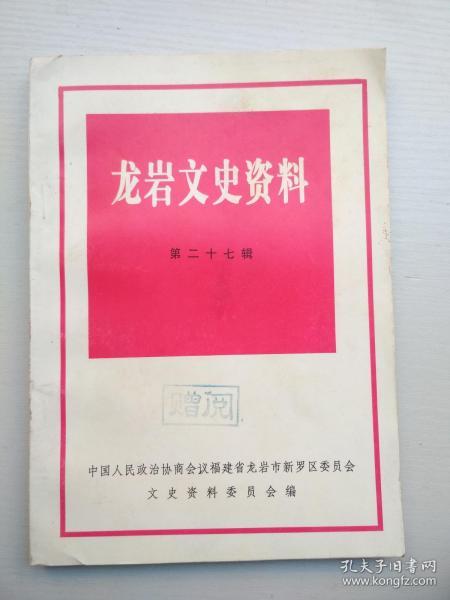 龙岩文史资料
第二十七辑
赠阅
中国人民政治协商会议福建省龙岩市新罗区委员会
文史资料委员会编
孔夫子旧书网
www.kongfz.com